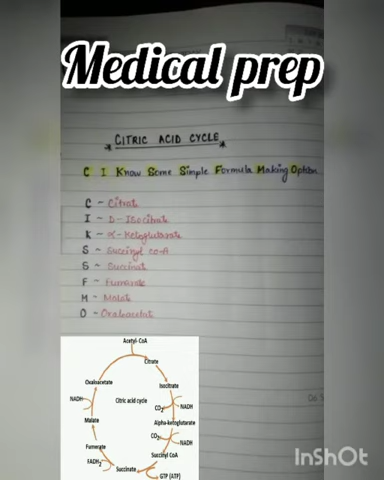 Medical prep
CITRIC ACID CYCLE
C I Know Some Simple Formula Making Option
C - Citrate
I - D-Isocitrate
K - α-Ketoglutarate
S - Succinyl co-A
S - Succinate
F - Fumarate
M - Malate
O - Oxaloacetate
Acetyl-CoA
Oxaloacetate
Citrate
Isocitrate
NADH
Citric acid cycle
CO2
NADH
Malate
Alpha-ketoglutarate
CO2
NADH
Fumerate
Succinyl CoA
FADH2
Succinate
GTP (ATP)
InShOt